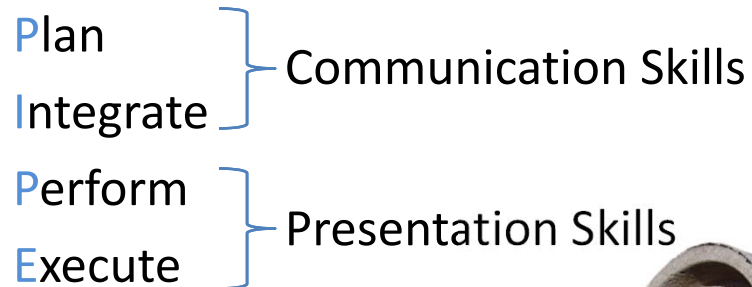 Plan
Integrate
Communication Skills
Perform
Execute
Presentation Skills